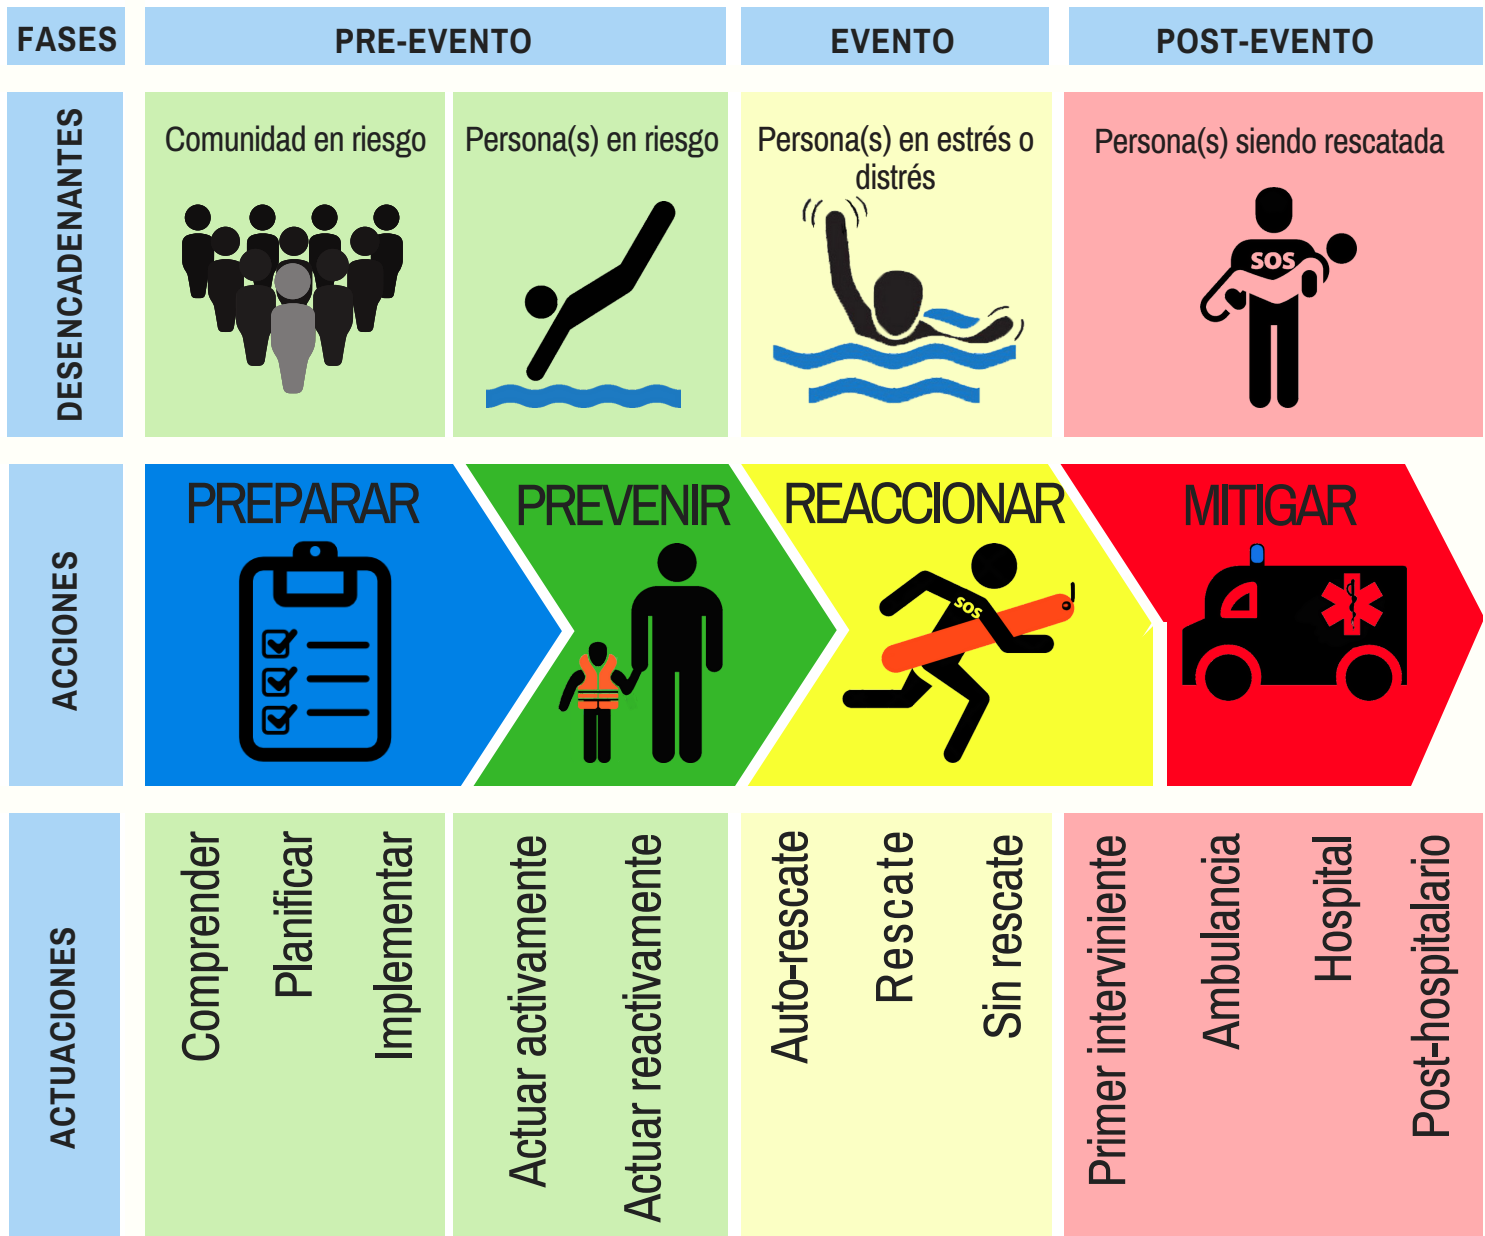 FASES
PRE-EVENTO
EVENTO
POST-EVENTO
DESENCADENANTES
Comunidad en riesgo
Persona(s) en riesgo
Persona(s) en estrés o
distrés
Persona(s) siendo rescatada
SOS
ACCIONES
PREPARAR
PREVENIR
REACCIONAR
SOS
MITIGAR
ACTUACIONES
Comprender
Planificar
Implementar
Actuar activamente
Actuar reactivamente
Auto-rescate
Rescate
Sin rescate
Primer interviniente
Ambulancia
Hospital
Post-hospitalario